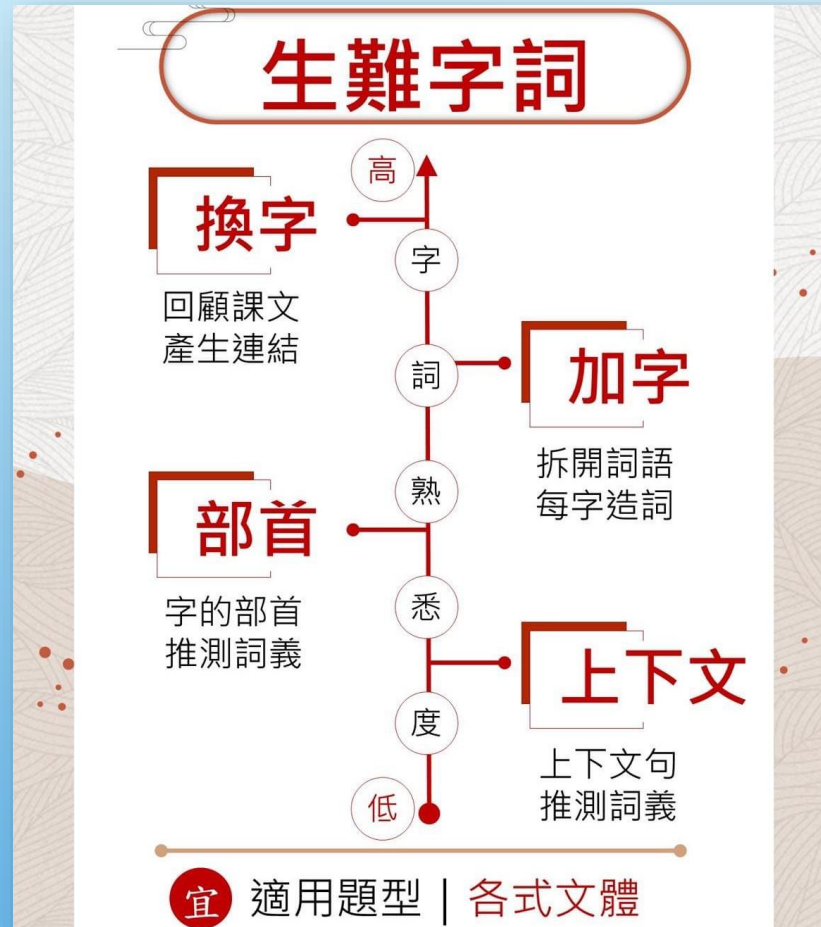 生難字詞
高
換字
回顧課文
產生連結
字
詞
加字
拆開詞語
每字造詞
熟
部首
字的部首
推測詞義
悉
上下文
上下文句
推測詞義
度
低
宜 適用題型 | 各式文體